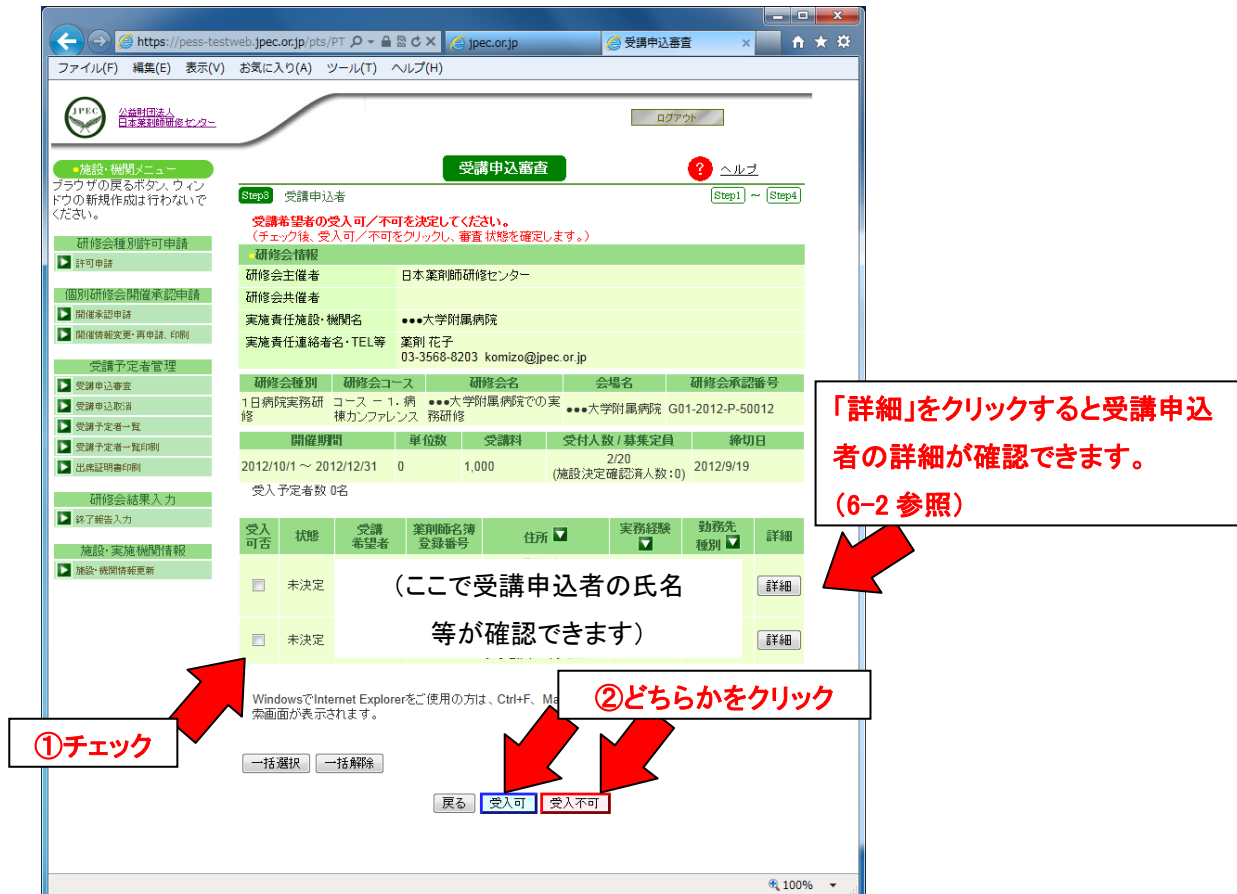 https://pess-testweb.jpec.or.jp/pts/PT
jpec.or.jp
受講申込審査
ファイル(F) 編集(E) 表示(V) お気に入り(A) ツール(T) ヘルプ(H)
JPEC
公益財団法人
日本薬剤師研修センター
ログアウト
●施設・機関メニュー
ブラウザの戻るボタン、ウィン
ドウの新規作成は行わないで
ください。
研修会種別許可申請
許可申請
個別研修会開催承認申請
開催承認申請
開催情報変更・再申請、印刷
受講予定者管理
受講申込審査
受講申込取消
受講予定者一覧
受講予定者一覧印刷
出席証明書印刷
研修会結果入力
終了報告入力
施設・実施機関情報
施設・機関情報更新
受講申込審査
? ヘルプ
Step3 受講申込者
Step1 ~ Step4
受講希望者の受入可/不可を決定してください。
(チェック後、受入可/不可をクリックし、審査状態を確定します。)
●研修会情報
研修会主催者 日本薬剤師研修センター
研修会共催者
実施責任施設・機関名 ●●●大学附属病院
実施責任連絡者名・TEL等 薬剤 花子
03-3568-8203 komizo@jpec.or.jp
研修会種別 研修会コース 研修会名 会場名 研修会承認番号
1日病院実務研修 コース - 1. 病棟カンファレンス ●●●大学附属病院での実務研修 ●●●大学附属病院 G01-2012-P-50012
開催期間 単位数 受講料 受付人数 / 募集定員 締切日
2012/10/1 ~ 2012/12/31 0 1,000 2/20 (施設決定確認済人数:0) 2012/9/19
受入予定者数 0名
受入可否 状態 受講希望者 薬剤師名簿登録番号 住所 実務経験 勤務先種別 詳細
未決定 (ここで受講申込者の氏名 詳細
未決定 等が確認できます) 詳細
WindowsでInternet Explorerをご使用の方は、Ctrl+F、
索画面が表示されます。
一括選択 一括解除
戻る 受入可 受入不可
「詳細」をクリックすると受講申込
者の詳細が確認できます。
(6-2 参照)
①チェック
②どちらかをクリック
100%